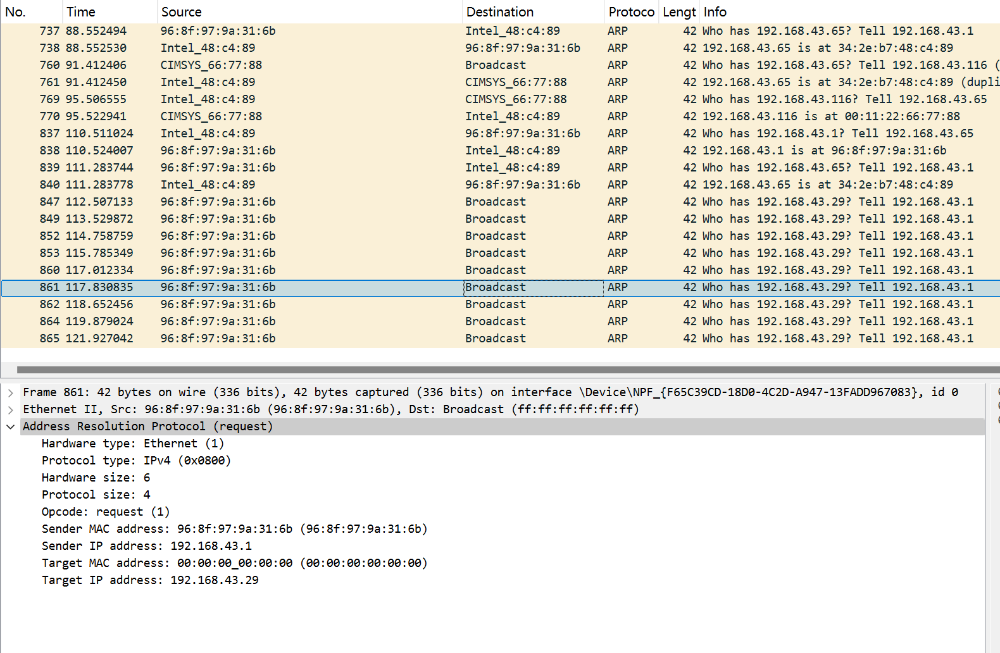 No. Time Source Destination Protoco Lengt Info
737 88.552494 96:8f:97:9a:31:6b Intel_48:c4:89 ARP 42 Who has 192.168.43.65? Tell 192.168.43.1
738 88.552530 Intel_48:c4:89 96:8f:97:9a:31:6b ARP 42 192.168.43.65 is at 34:2e:b7:48:c4:89
760 91.412406 CIMSYS_66:77:88 Broadcast ARP 42 Who has 192.168.43.65? Tell 192.168.43.116 (
761 91.412450 Intel_48:c4:89 CIMSYS_66:77:88 ARP 42 192.168.43.65 is at 34:2e:b7:48:c4:89 (dupli
769 95.506555 Intel_48:c4:89 CIMSYS_66:77:88 ARP 42 Who has 192.168.43.116? Tell 192.168.43.65
770 95.522941 CIMSYS_66:77:88 Intel_48:c4:89 ARP 42 192.168.43.116 is at 00:11:22:66:77:88
837 110.511024 Intel_48:c4:89 96:8f:97:9a:31:6b ARP 42 Who has 192.168.43.1? Tell 192.168.43.65
838 110.524007 96:8f:97:9a:31:6b Intel_48:c4:89 ARP 42 192.168.43.1 is at 96:8f:97:9a:31:6b
839 111.283744 96:8f:97:9a:31:6b Intel_48:c4:89 ARP 42 Who has 192.168.43.65? Tell 192.168.43.1
840 111.283778 Intel_48:c4:89 96:8f:97:9a:31:6b ARP 42 192.168.43.65 is at 34:2e:b7:48:c4:89
847 112.507133 96:8f:97:9a:31:6b Broadcast ARP 42 Who has 192.168.43.29? Tell 192.168.43.1
849 113.529872 96:8f:97:9a:31:6b Broadcast ARP 42 Who has 192.168.43.29? Tell 192.168.43.1
852 114.758759 96:8f:97:9a:31:6b Broadcast ARP 42 Who has 192.168.43.29? Tell 192.168.43.1
853 115.785349 96:8f:97:9a:31:6b Broadcast ARP 42 Who has 192.168.43.29? Tell 192.168.43.1
860 117.012334 96:8f:97:9a:31:6b Broadcast ARP 42 Who has 192.168.43.29? Tell 192.168.43.1
861 117.830835 96:8f:97:9a:31:6b Broadcast ARP 42 Who has 192.168.43.29? Tell 192.168.43.1
862 118.652456 96:8f:97:9a:31:6b Broadcast ARP 42 Who has 192.168.43.29? Tell 192.168.43.1
864 119.879024 96:8f:97:9a:31:6b Broadcast ARP 42 Who has 192.168.43.29? Tell 192.168.43.1
865 121.927042 96:8f:97:9a:31:6b Broadcast ARP 42 Who has 192.168.43.29? Tell 192.168.43.1
Frame 861: 42 bytes on wire (336 bits), 42 bytes captured (336 bits) on interface \Device\NPF_{F65C39CD-18D0-4C2D-A947-13FADD967083}, id 0
Ethernet II, Src: 96:8f:97:9a:31:6b (96:8f:97:9a:31:6b), Dst: Broadcast (ff:ff:ff:ff:ff:ff)
Address Resolution Protocol (request)
Hardware type: Ethernet (1)
Protocol type: IPv4 (0x0800)
Hardware size: 6
Protocol size: 4
Opcode: request (1)
Sender MAC address: 96:8f:97:9a:31:6b (96:8f:97:9a:31:6b)
Sender IP address: 192.168.43.1
Target MAC address: 00:00:00_00:00:00 (00:00:00:00:00:00)
Target IP address: 192.168.43.29